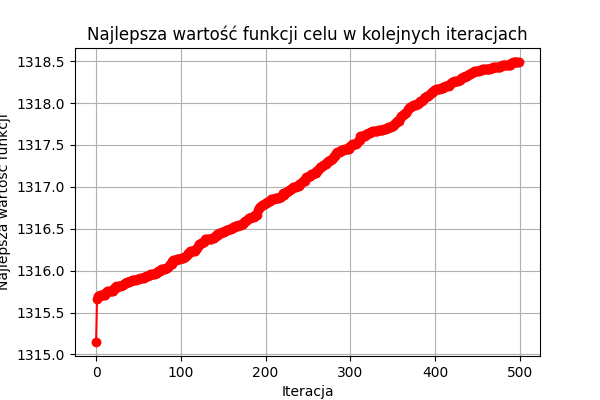 Najlepsza wartość funkcji celu w kolejnych iteracjach
1318.5
1318.0
1317.5
1317.0
1316.5
1316.0
1315.5
1315.0
Najlepsza wartość funkcji
0 100 200 300 400 500
Iteracja